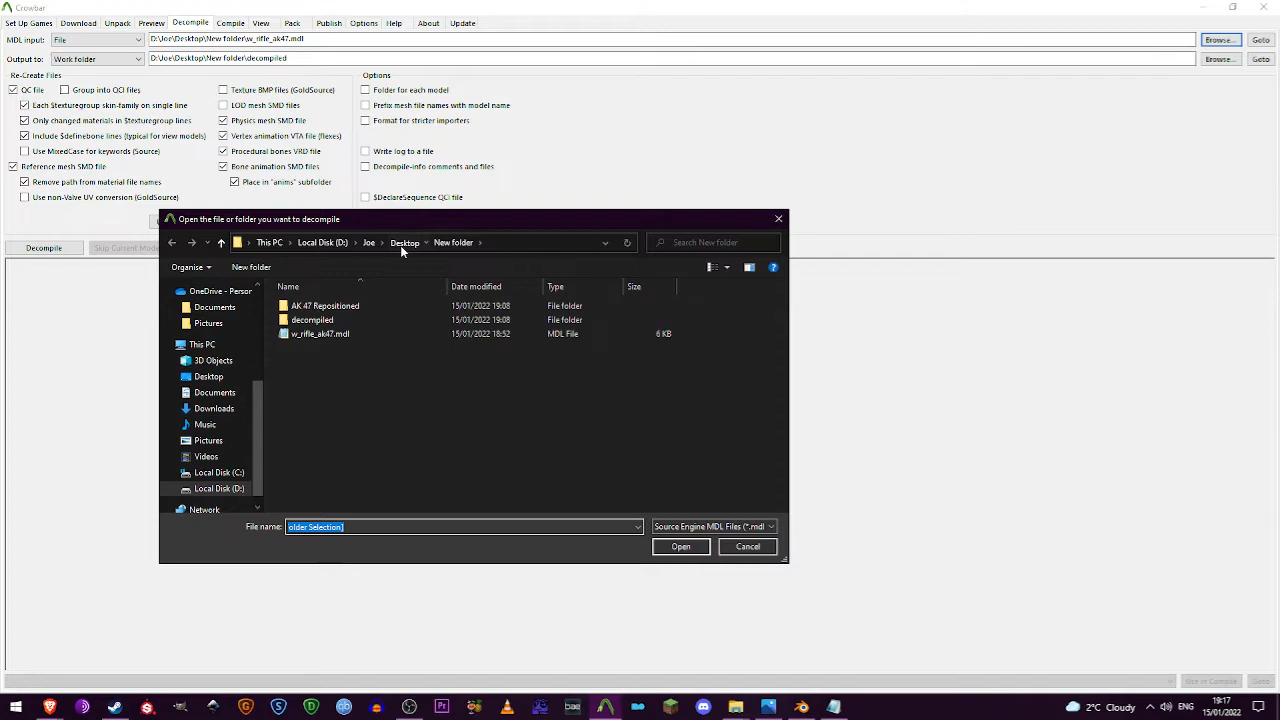 Crowbar
Set Up Games Download Unpack Preview Decompile Compile View Pack Publish Options Help About Update
MDL input: File D:\Joe\Desktop\New folder\w_rifle_ak47.mdl Browse... Goto
Output to: Work folder D:\Joe\Desktop\New folder\decompiled Browse... Goto
Re-Create Files Options
QC file Group into QCI files Texture BMP files (GoldSource) Folder for each model
Each $texturegroup skin-family on single line LOD mesh SMD files Prefix mesh file names with model name
Only changed materials in $texturegroup lines Physics mesh SMD file Format for stricter importers
Include $definebone lines (typical for view models) Vertex animation VTA file (flexes)
Use MixedCase for keywords (Source) Procedural bones VRD file Write log to a file
Reference mesh SMD file Bone animation SMD files Decompile-info comments and files
Remove path from material file names Place in "anims" subfolder
Use non-Valve UV conversion (GoldSource) $DeclareSequence QCI file
Open the file or folder you want to decompile
Decompile Skip Current Model
This PC Local Disk (D:) Joe Desktop New folder Search New folder
Organise New folder
OneDrive - Person
Documents
Pictures
This PC
3D Objects
Desktop
Documents
Downloads
Music
Pictures
Videos
Local Disk (C:)
Local Disk (D:)
Network
Name Date modified Type Size
AK 47 Repositioned 15/01/2022 19:08 File folder
decompiled 15/01/2022 19:08 File folder
w_rifle_ak47.mdl 15/01/2022 18:52 MDL File 6 KB
File name: older Selection] Source Engine MDL Files (*.mdl
Open Cancel
Use in Compile Goto
2°C Cloudy ENG 19:17
15/01/2022